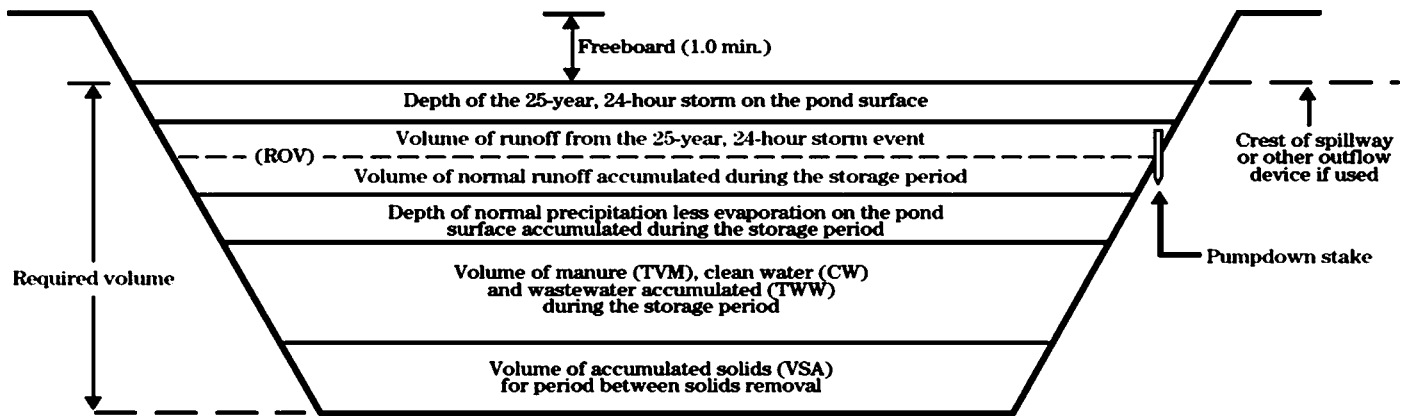 Freeboard (1.0 min.)
Depth of the 25-year, 24-hour storm on the pond surface
Volume of runoff from the 25-year, 24-hour storm event
(ROV)
Volume of normal runoff accumulated during the storage period
Depth of normal precipitation less evaporation on the pond
surface accumulated during the storage period
Volume of manure (TVM), clean water (CW)
and wastewater accumulated (TWW)
during the storage period
Volume of accumulated solids (VSA)
for period between solids removal
Required volume
Crest of spillway
or other outflow
device if used
Pumpdown stake